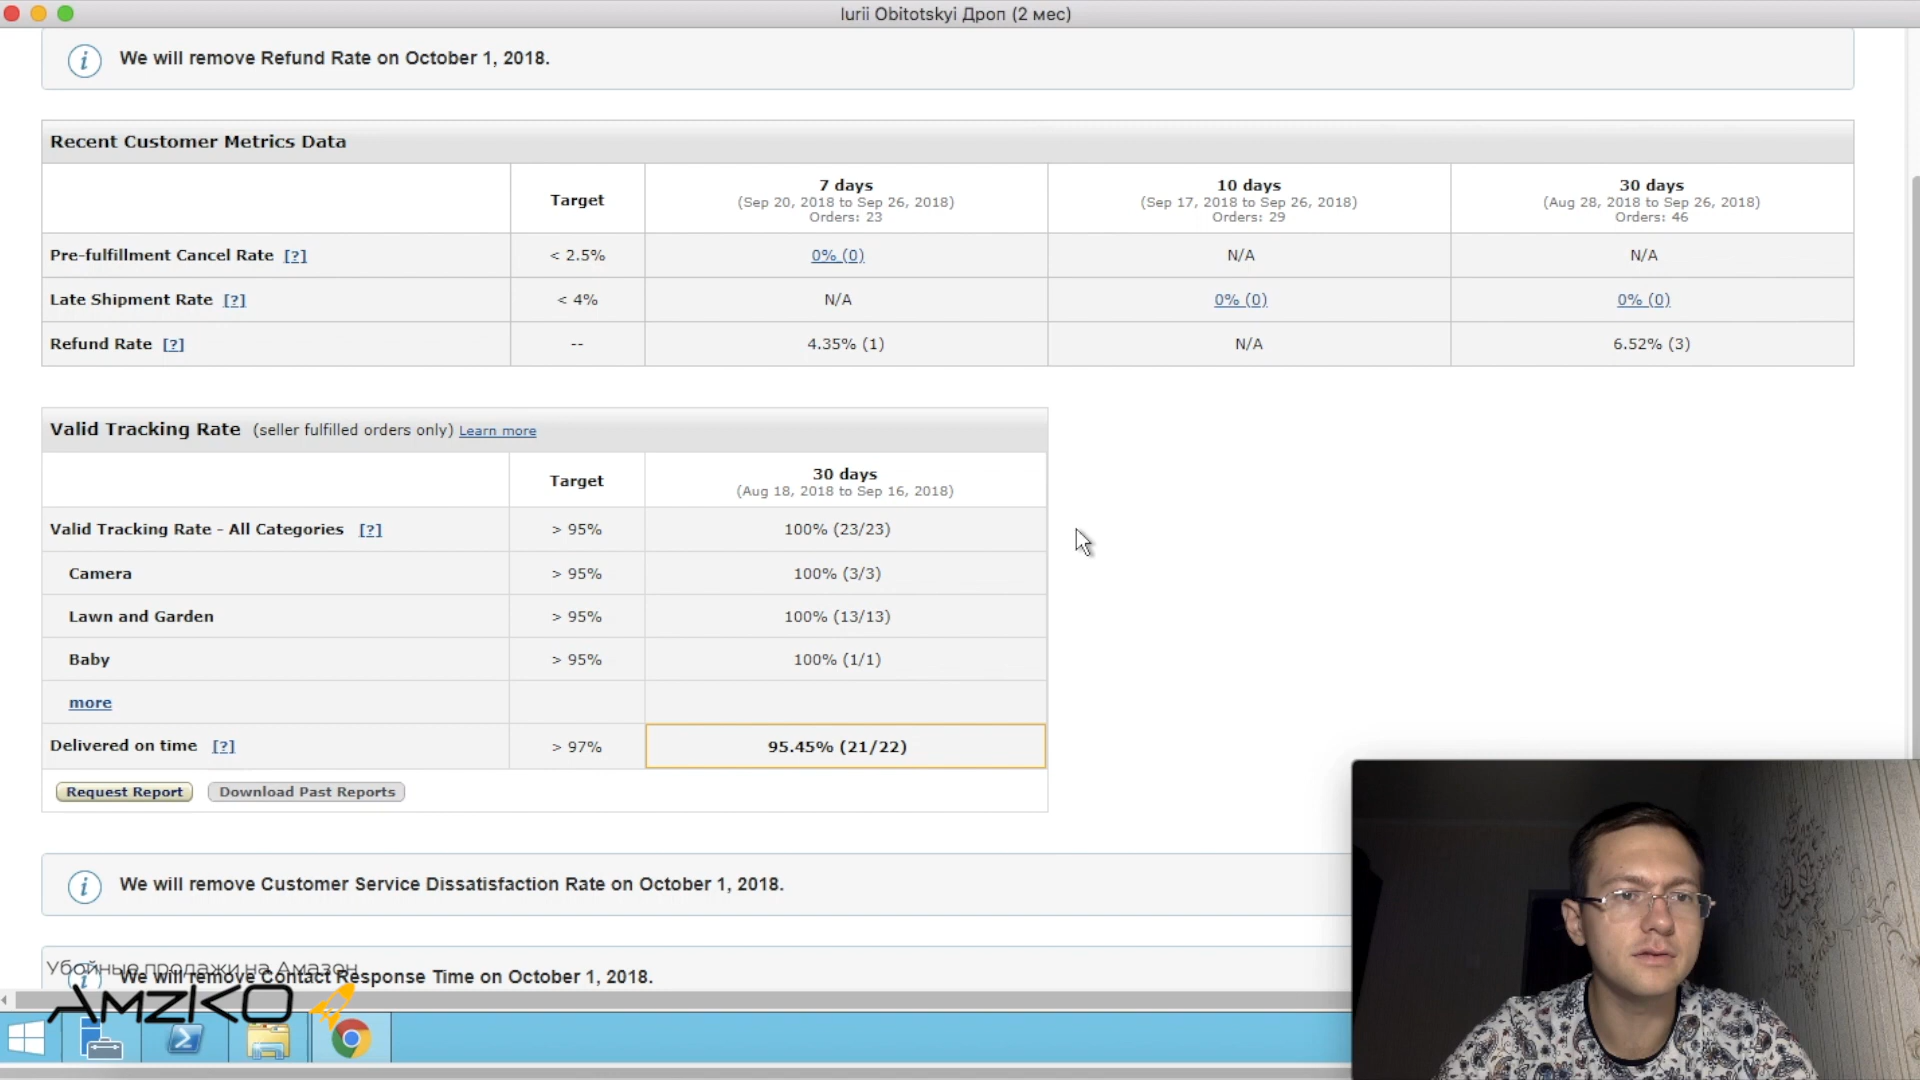 Iurii Obitotskyi Дроп (2 мес)
We will remove Refund Rate on October 1, 2018.
Recent Customer Metrics Data
Target
7 days
(Sep 20, 2018 to Sep 26, 2018)
Orders: 23
10 days
(Sep 17, 2018 to Sep 26, 2018)
Orders: 29
30 days
(Aug 28, 2018 to Sep 26, 2018)
Orders: 46
Pre-fulfillment Cancel Rate [?] < 2.5% 0% (0) N/A N/A
Late Shipment Rate [?] < 4% N/A 0% (0) 0% (0)
Refund Rate [?] -- 4.35% (1) N/A 6.52% (3)
Valid Tracking Rate (seller fulfilled orders only) Learn more
Target
30 days
(Aug 18, 2018 to Sep 16, 2018)
Valid Tracking Rate - All Categories [?] > 95% 100% (23/23)
Camera > 95% 100% (3/3)
Lawn and Garden > 95% 100% (13/13)
Baby > 95% 100% (1/1)
more
Delivered on time [?] > 97% 95.45% (21/22)
Request Report Download Past Reports
We will remove Customer Service Dissatisfaction Rate on October 1, 2018.
Убойные продажи на Амазон
We will remove Contact Response Time on October 1, 2018.
AMZKO